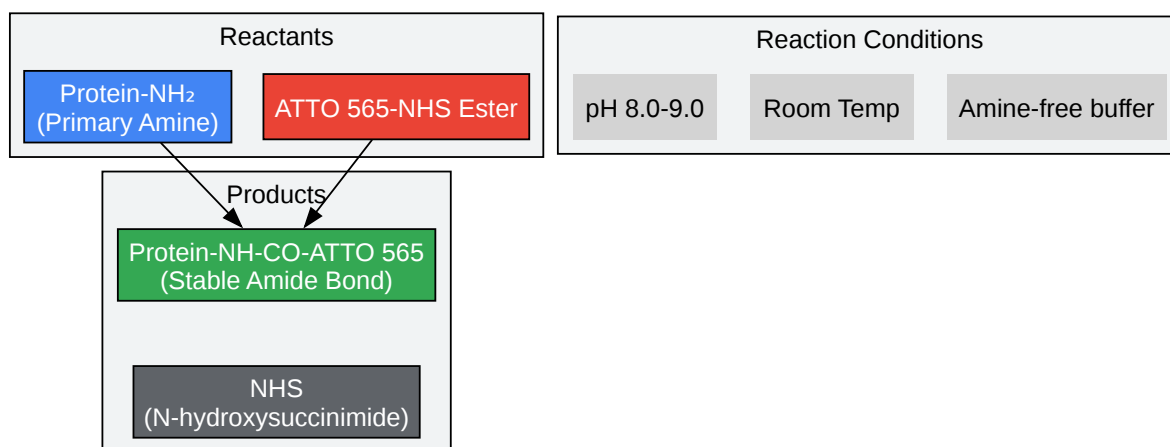 Reactants
Protein-NH₂
(Primary Amine)
ATTO 565-NHS Ester
Reaction Conditions
pH 8.0-9.0
Room Temp
Amine-free buffer
Products
Protein-NH-CO-ATTO 565
(Stable Amide Bond)
NHS
(N-hydroxysuccinimide)